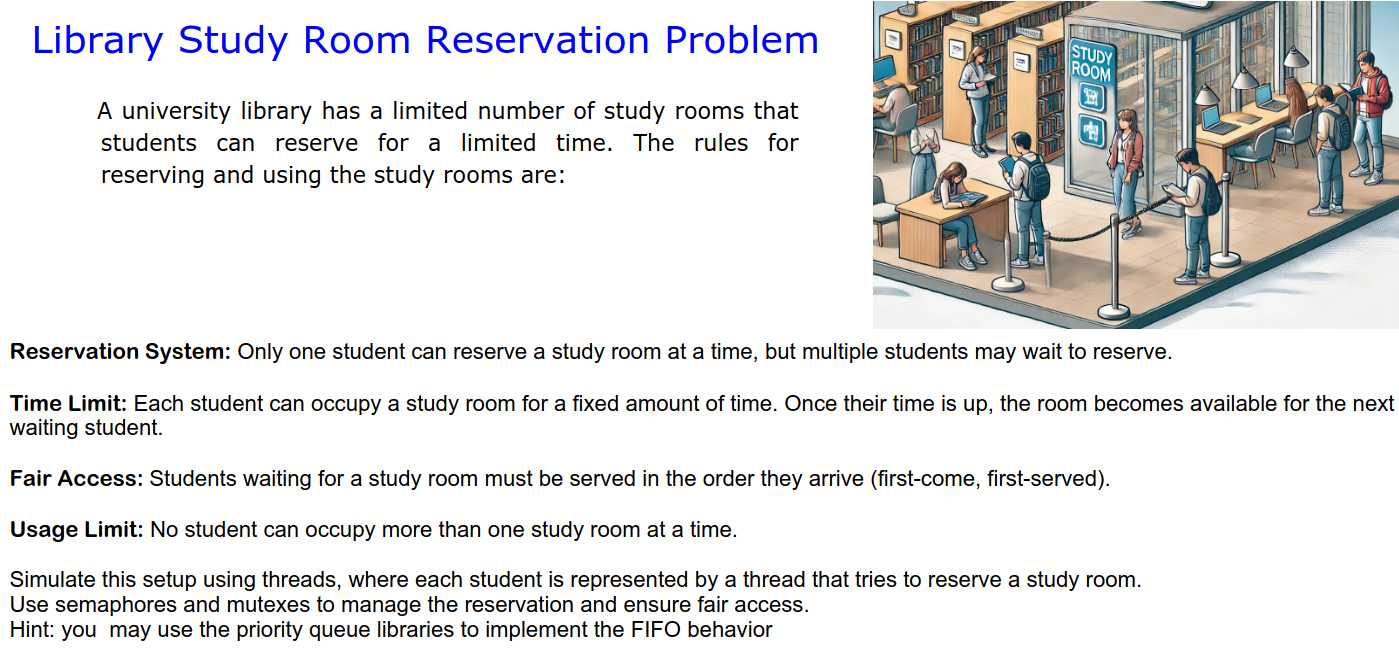 Library Study Room Reservation Problem
A university library has a limited number of study rooms that
students can reserve for a limited time. The rules for
reserving and using the study rooms are:
STUDY
ROOM
Reservation System: Only one student can reserve a study room at a time, but multiple students may wait to reserve.
Time Limit: Each student can occupy a study room for a fixed amount of time. Once their time is up, the room becomes available for the next
waiting student.
Fair Access: Students waiting for a study room must be served in the order they arrive (first-come, first-served).
Usage Limit: No student can occupy more than one study room at a time.
Simulate this setup using threads, where each student is represented by a thread that tries to reserve a study room.
Use semaphores and mutexes to manage the reservation and ensure fair access.
Hint: you  may use the priority queue libraries to implement the FIFO behavior